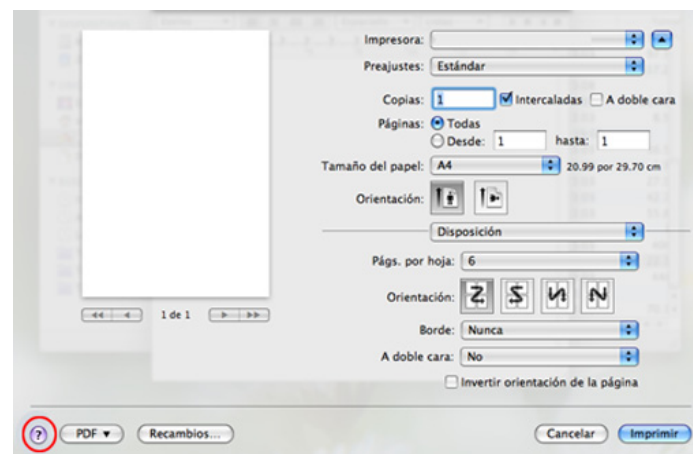 Impresora:
Preajustes: Estándar
Copias: 1 Intercaladas A doble cara
Páginas: Todas
Desde: 1 hasta: 1
Tamaño del papel: A4 20.99 por 29.70 cm
Orientación:
Disposición
Págs. por hoja: 6
Orientación:
1 de 1
Borde: Nunca
A doble cara: No
Invertir orientación de la página
? PDF Recambios... Cancelar Imprimir